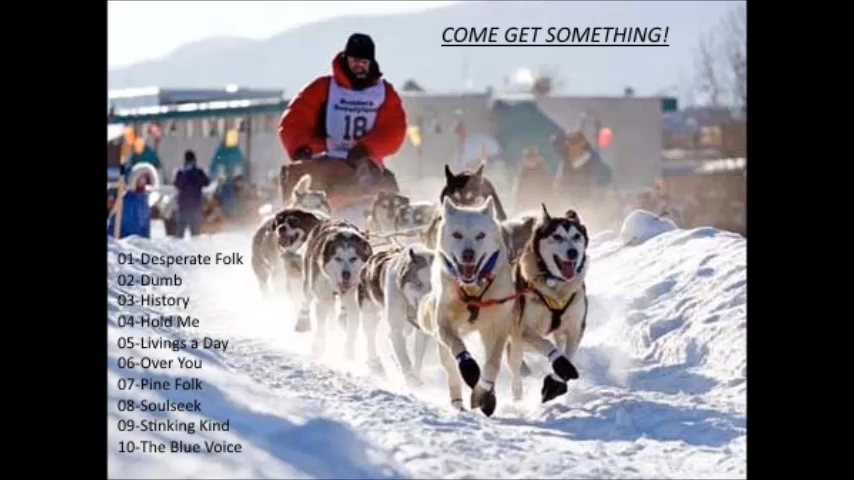 COME GET SOMETHING!
18
01-Desperate Folk
02-Dumb
03-History
04-Hold Me
05-Livings a Day
06-Over You
07-Pine Folk
08-Soulseek
09-Stinking Kind
10-The Blue Voice